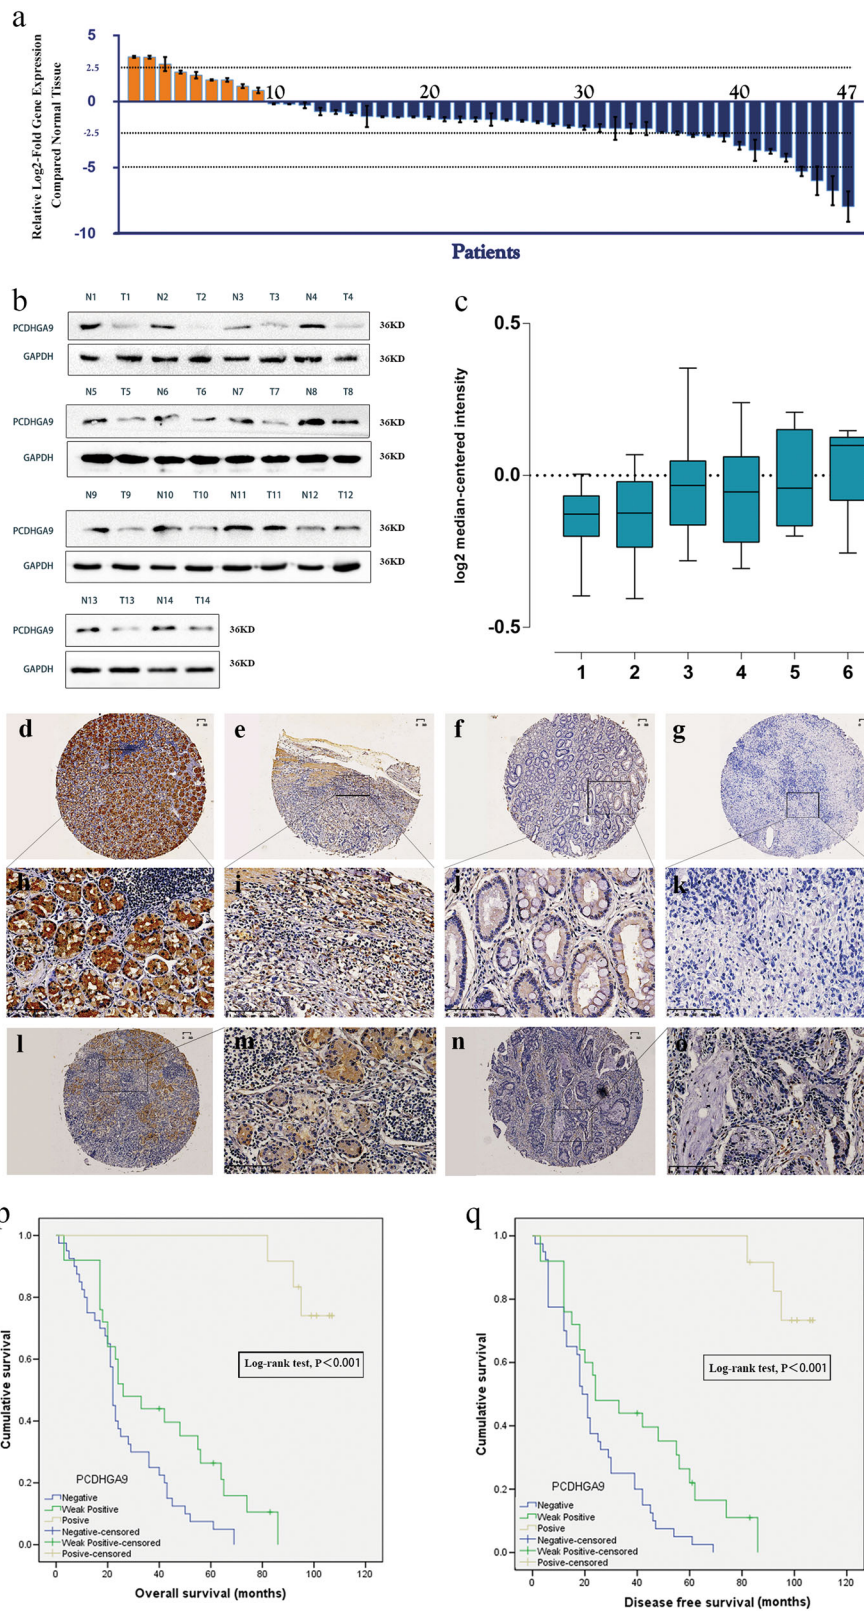 a
Relative Log2-Fold Gene Expression
Compared Normal Tissue
5
2.5
0
-2.5
-5
-10
10 20 30 40 47
Patients
b
N1 T1 N2 T2 N3 T3 N4 T4
PCDHGA9 36KD
GAPDH 36KD
N5 T5 N6 T6 N7 T7 N8 T8
PCDHGA9 36KD
GAPDH 36KD
N9 T9 N10 T10 N11 T11 N12 T12
PCDHGA9 36KD
GAPDH 36KD
N13 T13 N14 T14
PCDHGA9 36KD
GAPDH 36KD
c
log2 median-centered intensity
0.5
0.0
-0.5
1 2 3 4 5 6
d e f g
h i j k
l m n o
p
Cumulative survival
1.0
0.8
0.6
0.4
0.2
0.0
Log-rank test, P<0.001
PCDHGA9
Negative
Weak Positive
Posive
Negative-censored
Weak Positive-censored
Posive-censored
0 20 40 60 80 100 120
Overall survival (months)
q
Cumulative survival
1.0
0.8
0.6
0.4
0.2
0.0
Log-rank test, P<0.001
PCDHGA9
Negative
Weak Positive
Posive
Negative-censored
Weak Positive-censored
Posive-censored
0 20 40 60 80 100 120
Disease free survival (months)